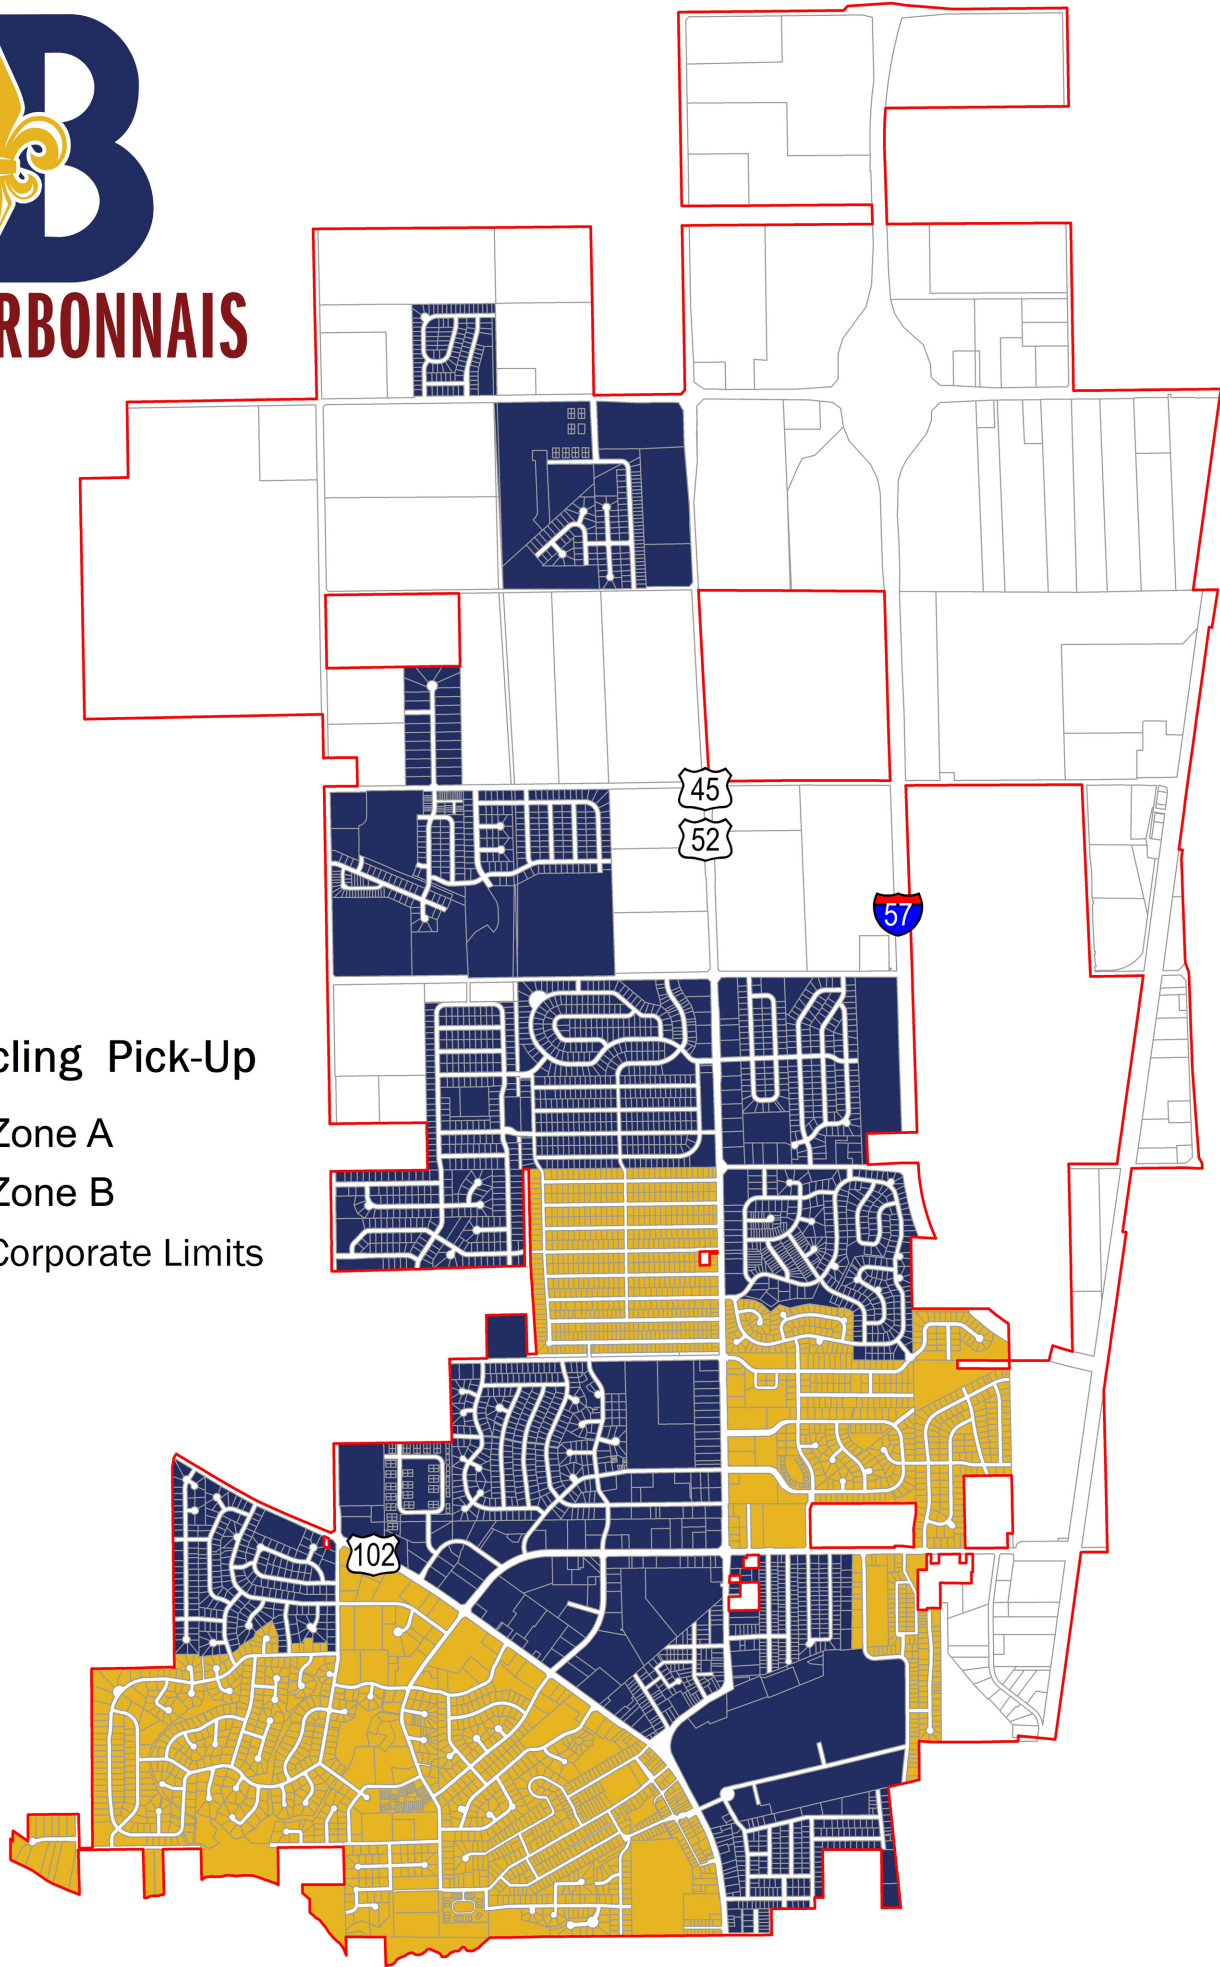 B
RBONNAIS
45
52
57
cling Pick-Up
Zone A
Zone B
Corporate Limits
102